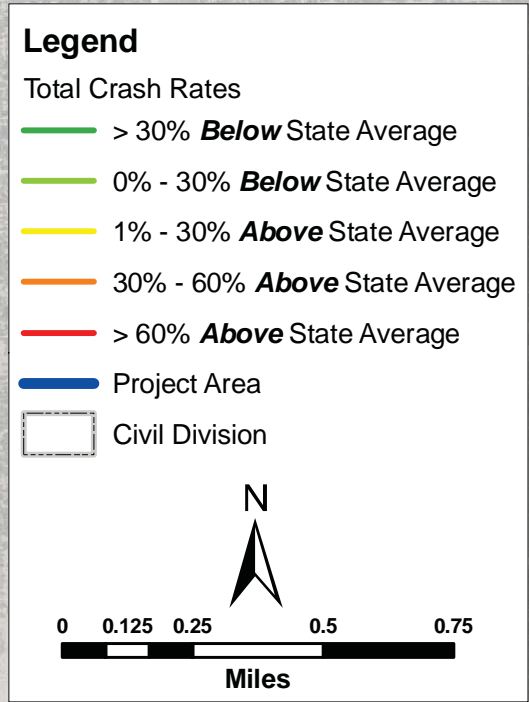 Legend
Total Crash Rates
> 30% Below State Average
0% - 30% Below State Average
1% - 30% Above State Average
30% - 60% Above State Average
> 60% Above State Average
Project Area
Civil Division
N
0 0.125 0.25 0.5 0.75
Miles